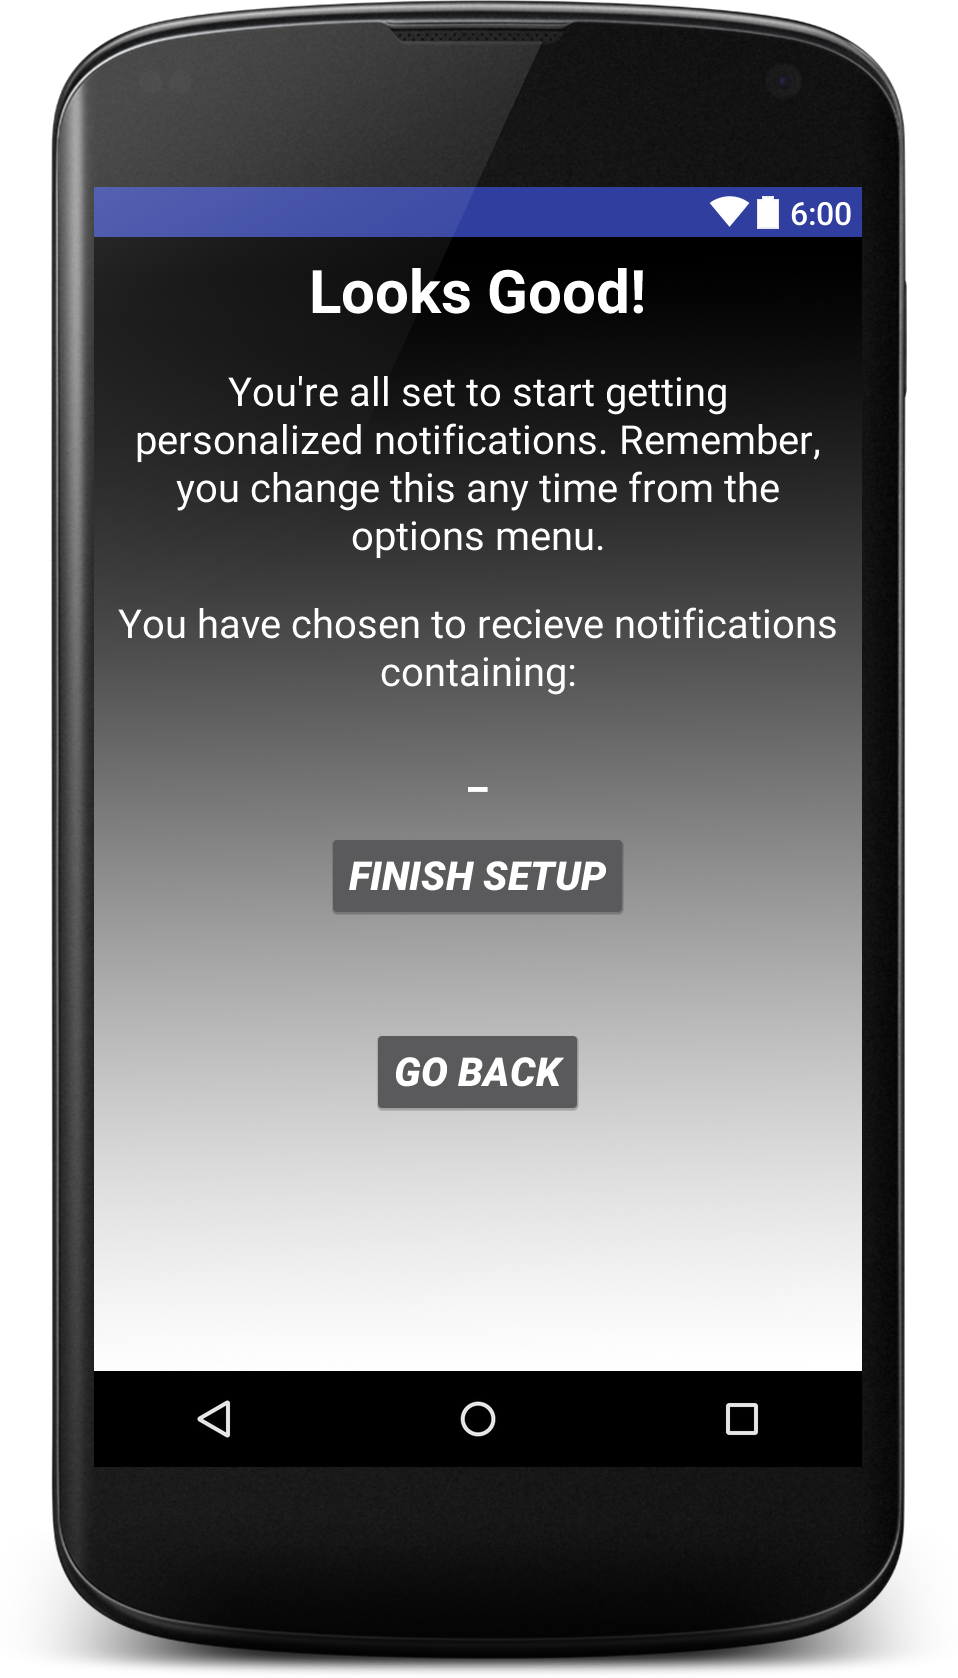 6:00
Looks Good!
You're all set to start getting
personalized notifications. Remember,
you change this any time from the
options menu.
You have chosen to recieve notifications
containing:
–
FINISH SETUP
GO BACK